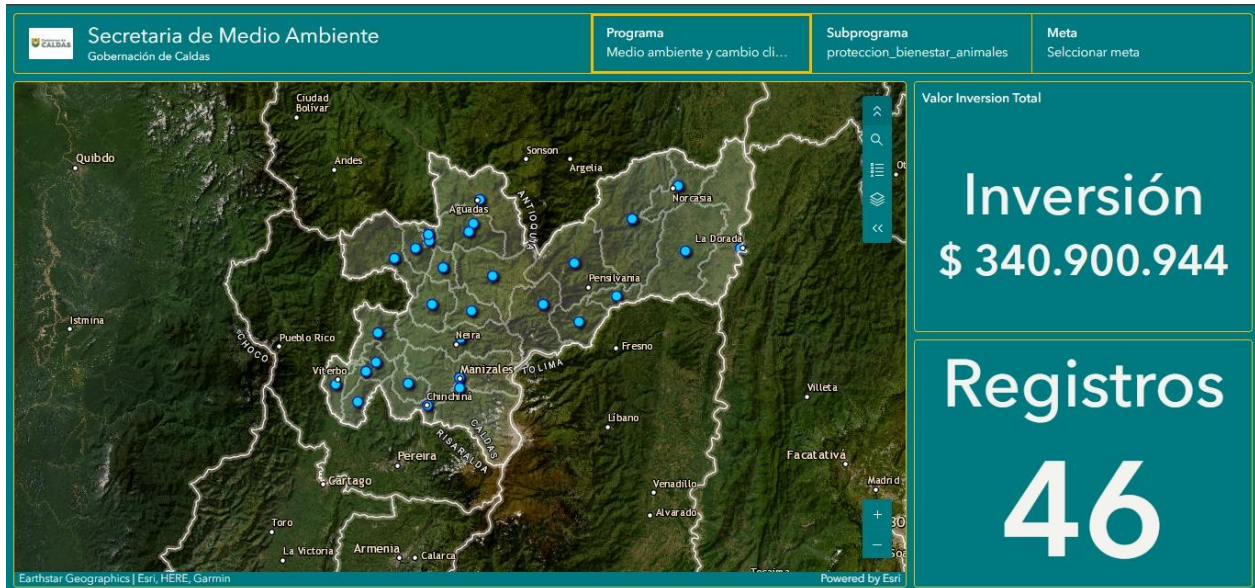 Gobernación de
CALDAS
Secretaria de Medio Ambiente
Gobernación de Caldas
Programa
Medio ambiente y cambio cli...
Subprograma
proteccion_bienestar_animales
Meta
Selccionar meta
Ciudad
Bolívar
Quibdo
Andes
Sonson
Argelia
Aguadas
ANTIOQUIA
Norcasia
La Dorada
Pensilvania
Istmina
Pueblo Rico
CHOCO
Neira
Fresno
Viterbo
Manizales
TOLIMA
Chinchina
Villeta
Líbano
CALDAS
RISARALDA
Pereira
Facatativá
Cartago
Venadillo
Madrid
Toro
Alvarado
La Victoria
Armenia
Calarca
Earthstar Geographics | Esri, HERE, Garmin
Powered by Esri
Valor Inversion Total
Inversión
$ 340.900.944
Registros
46